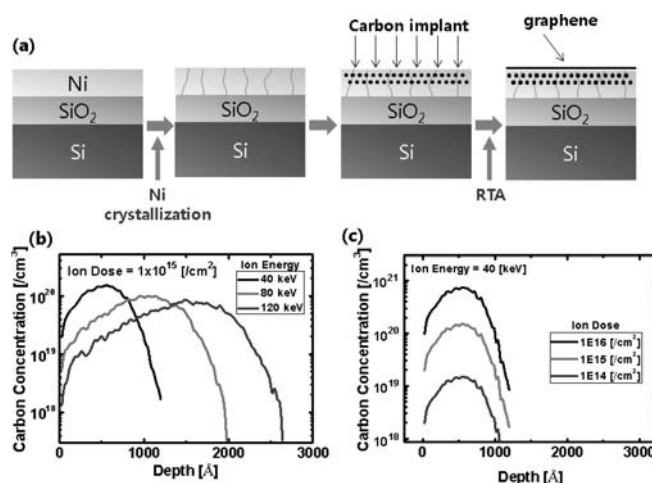 (a)
Carbon implant
graphene
Ni
SiO2
Si
SiO2
Si
SiO2
Si
SiO2
Si
Ni
crystallization
RTA
(b)
Ion Dose = 1x10^15 [/cm^2]
Ion Energy
40 keV
80 keV
120 keV
Carbon Concentration [/cm^3]
10^20
10^19
10^18
0
1000
2000
3000
Depth [Å]
(c)
Ion Energy = 40 [keV]
Ion Dose
1E16 [/cm^2]
1E15 [/cm^2]
1E14 [/cm^2]
Carbon Concentration [/cm^3]
10^21
10^20
10^19
10^18
0
1000
2000
3000
Depth [Å]